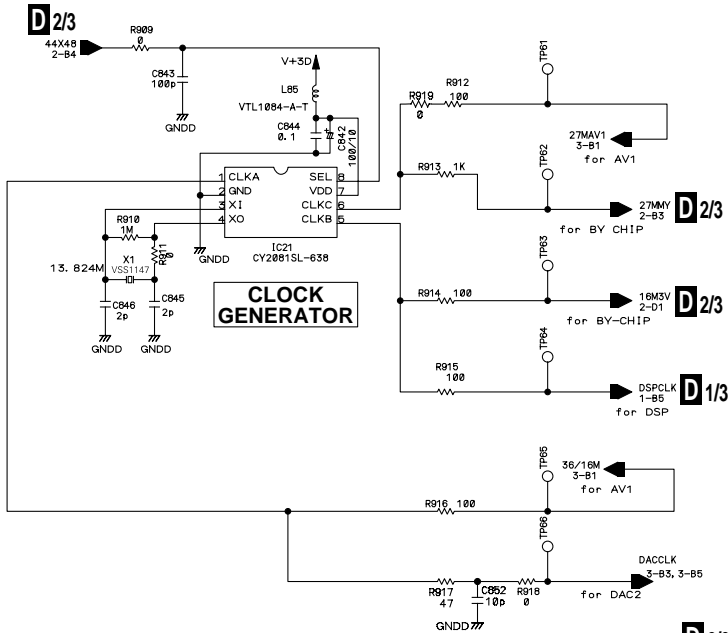 D 2/3
44X48
2-B4
R909
0
C843
100p
GNDD
V+3D
L85
VTL1084-A-T
C844
0.1
C842
100/10
R919
0
R912
100
TP61
27MAV1
3-B1
for AV1
R913 1K
TP62
27MMY
2-B3
D 2/3
for BY CHIP
1 CLKA SEL 8
2 GND VDD 7
3 XI CLKC 6
4 XO CLKB 5
IC21
CY2081SL-638
GNDD
R910
1M
R911
0
X1
VSS1147
13.824M
C846
2p
C845
2p
GNDD
GNDD
CLOCK
GENERATOR
R914 100
TP63
16M3V
2-D1
D 2/3
for BY-CHIP
R915
100
TP64
DSPCLK
1-B5
D 1/3
for DSP
R916 100
TP65
36/16M
3-B1
for AV1
R917
47
C852
10p
GNDD
R918
0
TP66
DACCLK
3-B3, 3-B5
for DAC2